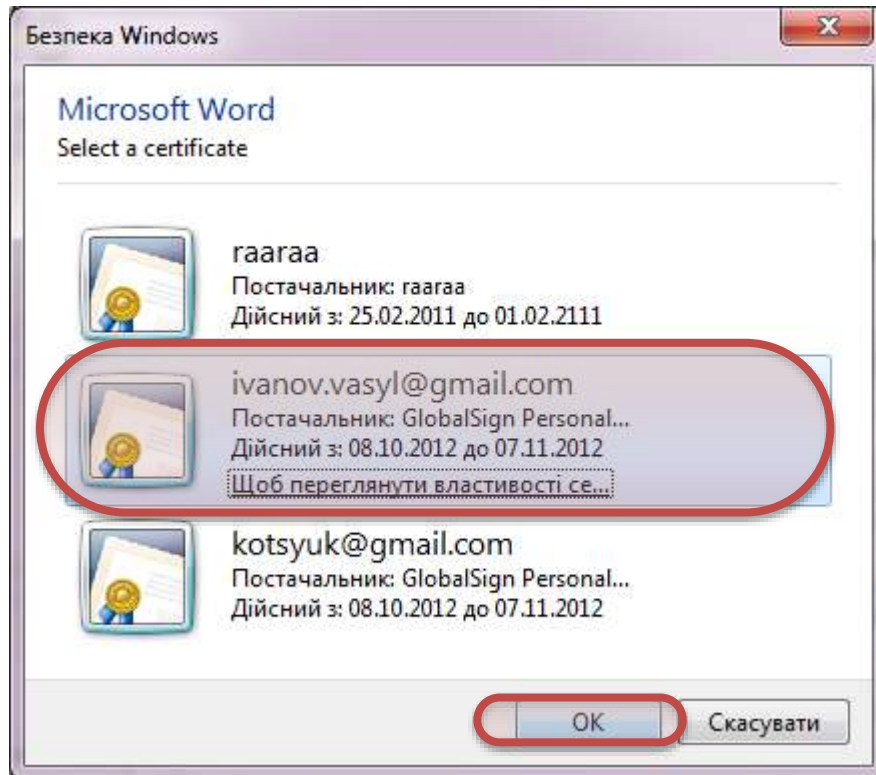 Безпека Windows
Microsoft Word
Select a certificate
raaraa
Постачальник: raaraa
Дійсний з: 25.02.2011 до 01.02.2111
ivanov.vasyl@gmail.com
Постачальник: GlobalSign Personal...
Дійсний з: 08.10.2012 до 07.11.2012
Щоб переглянути властивості се...
kotsyuk@gmail.com
Постачальник: GlobalSign Personal...
Дійсний з: 08.10.2012 до 07.11.2012
ОК Скасувати